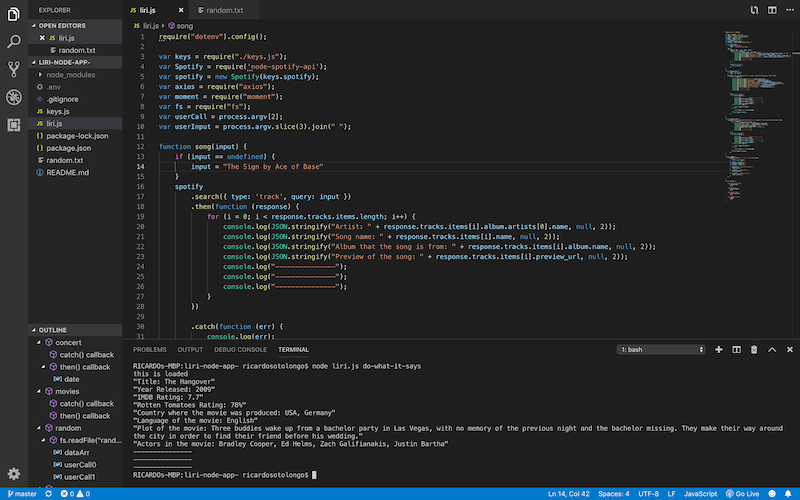 EXPLORER
OPEN EDITORS
liri.js
random.txt
LIRI-NODE-APP-
node_modules
.env
.gitignore
keys.js
liri.js
package-lock.json
package.json
random.txt
README.md
OUTLINE
concert
catch() callback
then() callback
date
movies
catch() callback
then() callback
random
fs.readFile("ran...
dataArr
userCall0
userCall1
liri.js
random.txt
liri.js › song
1 require("dotenv").config();
2
3 var keys = require("./keys.js");
4 var Spotify = require('node-spotify-api');
5 var spotify = new Spotify(keys.spotify);
6 var axios = require("axios");
7 var moment = require("moment");
8 var fs = require("fs");
9 var userCall = process.argv[2];
10 var userInput = process.argv.slice(3).join(" ");
11
12 function song(input) {
13 if (input == undefined) {
14 input = "The Sign by Ace of Base"
15 }
16 spotify
17 .search({ type: 'track', query: input })
18 .then(function (response) {
19 for (i = 0; i < response.tracks.items.length; i++) {
20 console.log(JSON.stringify("Artist: " + response.tracks.items[i].album.artists[0].name, null, 2));
21 console.log(JSON.stringify("Song name: " + response.tracks.items[i].name, null, 2));
22 console.log(JSON.stringify("Album that the song is from: " + response.tracks.items[i].album.name, null, 2));
23 console.log(JSON.stringify("Preview of the song: " + response.tracks.items[i].preview_url, null, 2));
24 console.log("---------------");
25 console.log("---------------");
26 console.log("---------------");
27 }
28 })
29
30 .catch(function (err) {
31 console.log(err);
PROBLEMS OUTPUT DEBUG CONSOLE TERMINAL
1: bash
RICARDOs-MBP:liri-node-app- ricardosotolongo$ node liri.js do-what-it-says
this is loaded
"Title: The Hangover"
"Year Released: 2009"
"IMDB Rating: 7.7"
"Rotten Tomatoes Rating: 78%"
"Country where the movie was produced: USA, Germany"
"Language of the movie: English"
"Plot of the movie: Three buddies wake up from a bachelor party in Las Vegas, with no memory of the previous night and the bachelor missing. They make their way around
the city in order to find their friend before his wedding."
"Actors in the movie: Bradley Cooper, Ed Helms, Zach Galifianakis, Justin Bartha"
---------------
---------------
---------------
RICARDOs-MBP:liri-node-app- ricardosotolongo$
master 0 0 Ln 14, Col 42 Spaces: 4 UTF-8 LF JavaScript Go Live